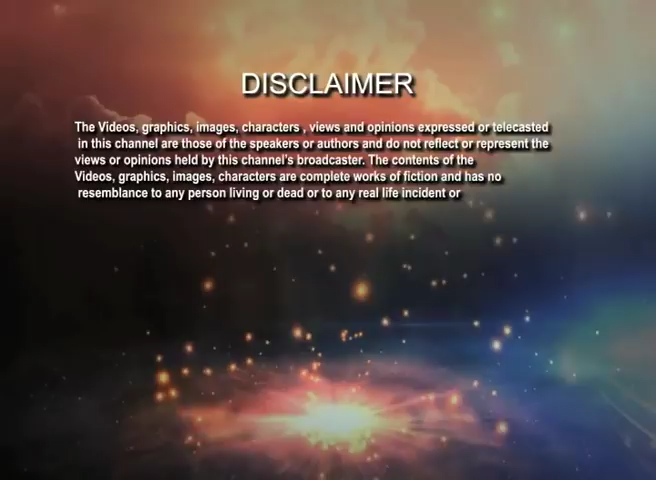 DISCLAIMER
The Videos, graphics, images, characters , views and opinions expressed or telecasted
in this channel are those of the speakers or authors and do not reflect or represent the
views or opinions held by this channel's broadcaster. The contents of the
Videos, graphics, images, characters are complete works of fiction and has no
resemblance to any person living or dead or to any real life incident or